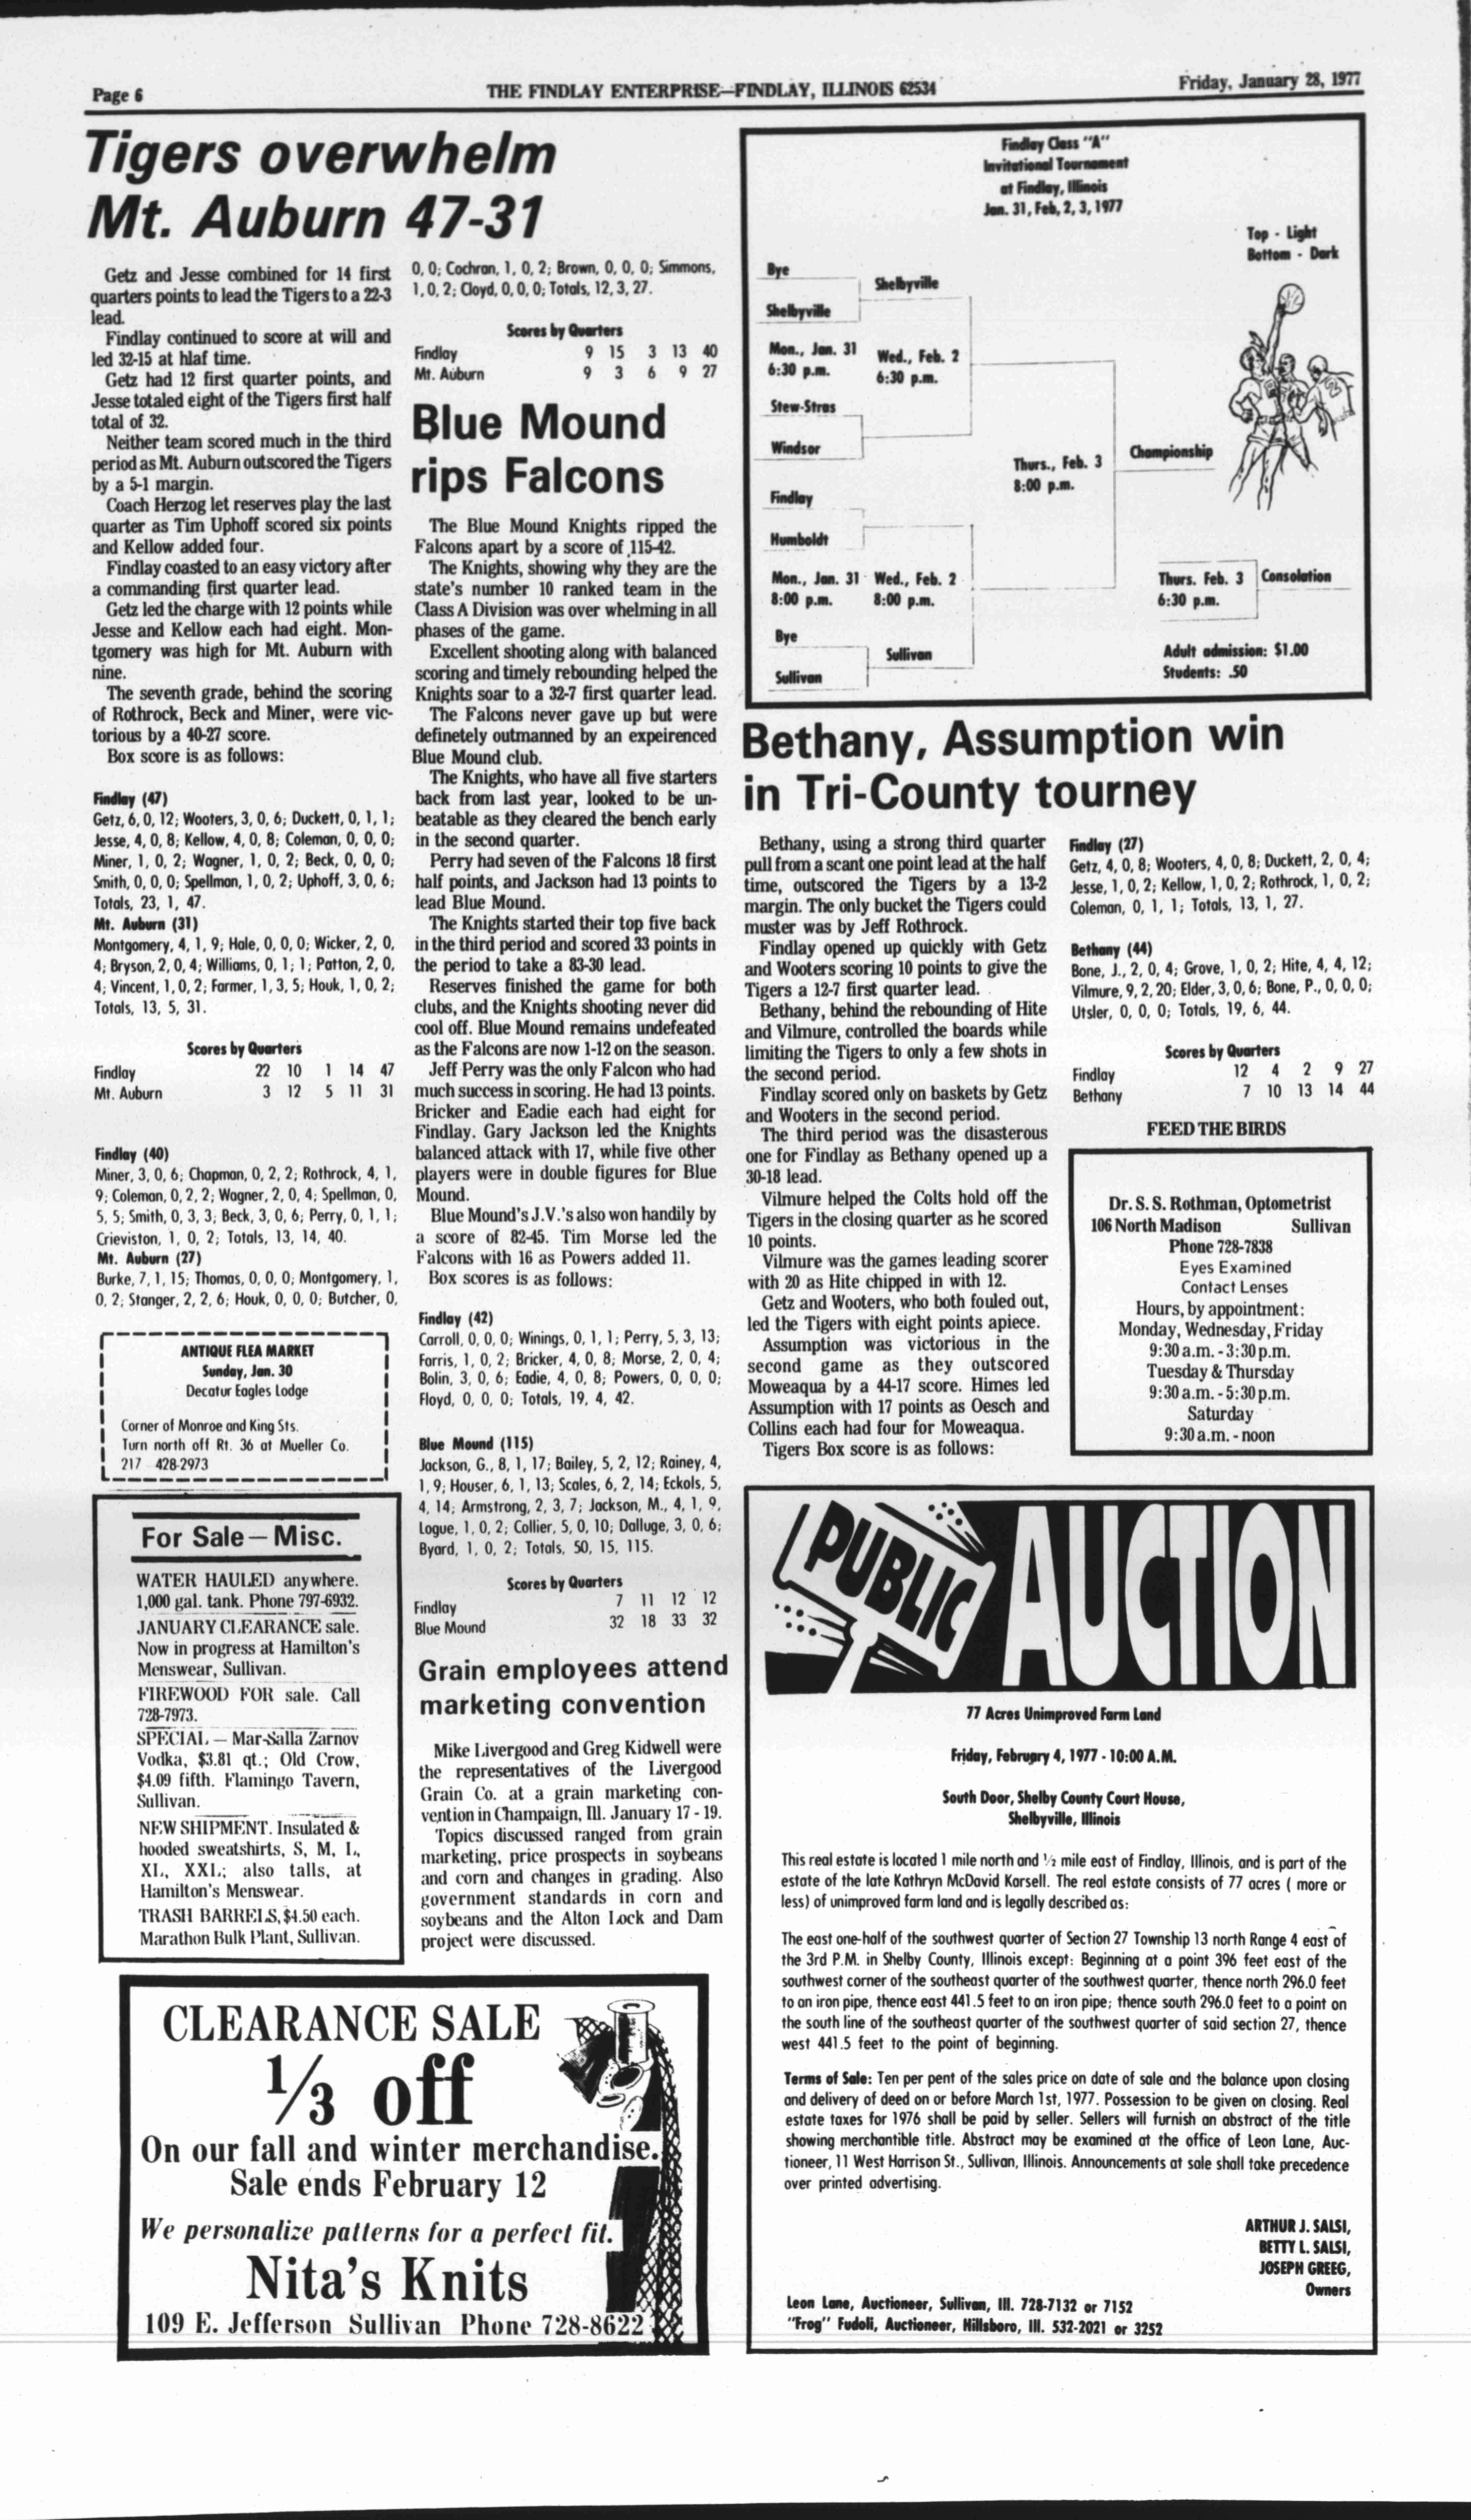 Page 6
THE FINDLAY ENTERPRISE—FINDLAY, ILLINOIS 62534
Friday, January 28, 1977
Tigers overwhelm
Mt. Auburn 47-31
Getz and Jesse combined for 14 first
quarters points to lead the Tigers to a 22-3
lead.
Findlay continued to score at will and
led 32-15 at hlaf time.
Getz had 12 first quarter points, and
Jesse totaled eight of the Tigers first half
total of 32.
Neither team scored much in the third
period as Mt. Auburn outscored the Tigers
by a 5-1 margin.
Coach Herzog let reserves play the last
quarter as Tim Uphoff scored six points
and Kellow added four.
Findlay coasted to an easy victory after
a commanding first quarter lead.
Getz led the charge with 12 points while
Jesse and Kellow each had eight. Mon-
tgomery was high for Mt. Auburn with
nine.
The seventh grade, behind the scoring
of Rothrock, Beck and Miner, were vic-
torious by a 40-27 score.
Box score is as follows:
Findlay (47)
Getz, 6, 0, 12; Wooters, 3, 0, 6; Duckett, 0, 1, 1;
Jesse, 4, 0, 8; Kellow, 4, 0, 8; Coleman, 0, 0, 0;
Miner, 1, 0, 2; Wagner, 1, 0, 2; Beck, 0, 0, 0;
Smith, 0, 0, 0; Spellman, 1, 0, 2; Uphoff, 3, 0, 6;
Totals, 23, 1, 47.
Mt. Auburn (31)
Montgomery, 4, 1, 9; Hale, 0, 0, 0; Wicker, 2, 0,
4; Bryson, 2, 0, 4; Williams, 0, 1; 1; Patton, 2, 0,
4; Vincent, 1, 0, 2; Farmer, 1, 3, 5; Houk, 1, 0, 2;
Totals, 13, 5, 31.
Scores by Quarters
Findlay 22 10 1 14 47
Mt. Auburn 3 12 5 11 31
Findlay (40)
Miner, 3, 0, 6; Chapman, 0, 2, 2; Rothrock, 4, 1,
9; Coleman, 0, 2, 2; Wagner, 2, 0, 4; Spellman, 0,
5, 5; Smith, 0, 3, 3; Beck, 3, 0, 6; Perry, 0, 1, 1;
Crieviston, 1, 0, 2; Totals, 13, 14, 40.
Mt. Auburn (27)
Burke, 7, 1, 15; Thomas, 0, 0, 0; Montgomery, 1,
0, 2; Stanger, 2, 2, 6; Houk, 0, 0, 0; Butcher, 0,
0, 0; Cochran, 1, 0, 2; Brown, 0, 0, 0; Simmons,
1, 0, 2; Cloyd, 0, 0, 0; Totals, 12, 3, 27.
Scores by Quarters
Findlay 9 15 3 13 40
Mt. Auburn 9 3 6 9 27
ANTIQUE FLEA MARKET
Sunday, Jan. 30
Decatur Eagles Lodge
Corner of Monroe and King Sts.
Turn north off Rt. 36 at Mueller Co.
217 428-2973
For Sale — Misc.
WATER HAULED anywhere.
1,000 gal. tank. Phone 797-6932.
JANUARY CLEARANCE sale.
Now in progress at Hamilton's
Menswear, Sullivan.
FIREWOOD FOR sale. Call
728-7973.
SPECIAL — Mar-Salla Zarnov
Vodka, $3.81 qt.; Old Crow,
$4.09 fifth. Flamingo Tavern,
Sullivan.
NEW SHIPMENT. Insulated &
hooded sweatshirts, S, M, L,
XL, XXL; also talls, at
Hamilton's Menswear.
TRASH BARRELS, $4.50 each.
Marathon Bulk Plant, Sullivan.
Blue Mound
rips Falcons
The Blue Mound Knights ripped the
Falcons apart by a score of 115-42.
The Knights, showing why they are the
state's number 10 ranked team in the
Class A Division was over whelming in all
phases of the game.
Excellent shooting along with balanced
scoring and timely rebounding helped the
Knights soar to a 32-7 first quarter lead.
The Falcons never gave up but were
definetely outmanned by an expeirenced
Blue Mound club.
The Knights, who have all five starters
back from last year, looked to be un-
beatable as they cleared the bench early
in the second quarter.
Perry had seven of the Falcons 18 first
half points, and Jackson had 13 points to
lead Blue Mound.
The Knights started their top five back
in the third period and scored 33 points in
the period to take a 83-30 lead.
Reserves finished the game for both
clubs, and the Knights shooting never did
cool off. Blue Mound remains undefeated
as the Falcons are now 1-12 on the season.
Jeff Perry was the only Falcon who had
much success in scoring. He had 13 points.
Bricker and Eadie each had eight for
Findlay. Gary Jackson led the Knights
balanced attack with 17, while five other
players were in double figures for Blue
Mound.
Blue Mound's J.V.'s also won handily by
a score of 82-45. Tim Morse led the
Falcons with 16 as Powers added 11.
Box scores is as follows:
Findlay (42)
Carroll, 0, 0, 0; Winings, 0, 1, 1; Perry, 5, 3, 13;
Farris, 1, 0, 2; Bricker, 4, 0, 8; Morse, 2, 0, 4;
Bolin, 3, 0, 6; Eadie, 4, 0, 8; Powers, 0, 0, 0;
Floyd, 0, 0, 0; Totals, 19, 4, 42.
Blue Mound (115)
Jackson, G., 8, 1, 17; Bailey, 5, 2, 12; Rainey, 4,
1, 9; Houser, 6, 1, 13; Scales, 6, 2, 14; Eckols, 5,
4, 14; Armstrong, 2, 3, 7; Jackson, M., 4, 1, 9,
Logue, 1, 0, 2; Collier, 5, 0, 10; Dalluge, 3, 0, 6;
Byard, 1, 0, 2; Totals, 50, 15, 115.
Scores by Quarters
Findlay 7 11 12 12
Blue Mound 32 18 33 32
Grain employees attend
marketing convention
Mike Livergood and Greg Kidwell were
the representatives of the Livergood
Grain Co. at a grain marketing con-
vention in Champaign, Ill. January 17 - 19.
Topics discussed ranged from grain
marketing, price prospects in soybeans
and corn and changes in grading. Also
government standards in corn and
soybeans and the Alton Lock and Dam
project were discussed.
CLEARANCE SALE
1/3 off
On our fall and winter merchandise.
Sale ends February 12
We personalize patterns for a perfect fit.
Nita's Knits
109 E. Jefferson Sullivan Phone 728-8622
Findlay Class "A"
Invitational Tournament
at Findlay, Illinois
Jan. 31, Feb, 2, 3, 1977
Top - Light
Bottom - Dark
Bye
Shelbyville
Shelbyville
Mon., Jan. 31
6:30 p.m.
Wed., Feb. 2
6:30 p.m.
Stew-Stras
Windsor
Thurs., Feb. 3
8:00 p.m.
Championship
Findlay
Humboldt
Mon., Jan. 31
8:00 p.m.
Wed., Feb. 2
8:00 p.m.
Thurs. Feb. 3
6:30 p.m.
Consolation
Bye
Sullivan
Sullivan
Adult admission: $1.00
Students: .50
Bethany, Assumption win
in Tri-County tourney
Bethany, using a strong third quarter
pull from a scant one point lead at the half
time, outscored the Tigers by a 13-2
margin. The only bucket the Tigers could
muster was by Jeff Rothrock.
Findlay opened up quickly with Getz
and Wooters scoring 10 points to give the
Tigers a 12-7 first quarter lead.
Bethany, behind the rebounding of Hite
and Vilmure, controlled the boards while
limiting the Tigers to only a few shots in
the second period.
Findlay scored only on baskets by Getz
and Wooters in the second period.
The third period was the disasterous
one for Findlay as Bethany opened up a
30-18 lead.
Vilmure helped the Colts hold off the
Tigers in the closing quarter as he scored
10 points.
Vilmure was the games leading scorer
with 20 as Hite chipped in with 12.
Getz and Wooters, who both fouled out,
led the Tigers with eight points apiece.
Assumption was victorious in the
second game as they outscored
Moweaqua by a 44-17 score. Himes led
Assumption with 17 points as Oesch and
Collins each had four for Moweaqua.
Tigers Box score is as follows:
Findlay (27)
Getz, 4, 0, 8; Wooters, 4, 0, 8; Duckett, 2, 0, 4;
Jesse, 1, 0, 2; Kellow, 1, 0, 2; Rothrock, 1, 0, 2;
Coleman, 0, 1, 1; Totals, 13, 1, 27.
Bethany (44)
Bone, J., 2, 0, 4; Grove, 1, 0, 2; Hite, 4, 4, 12;
Vilmure, 9, 2, 20; Elder, 3, 0, 6; Bone, P., 0, 0, 0;
Utsler, 0, 0, 0; Totals, 19, 6, 44.
Scores by Quarters
Findlay 12 4 2 9 27
Bethany 7 10 13 14 44
FEED THE BIRDS
Dr. S. S. Rothman, Optometrist
106 North Madison Sullivan
Phone 728-7838
Eyes Examined
Contact Lenses
Hours, by appointment:
Monday, Wednesday, Friday
9:30 a.m. - 3:30 p.m.
Tuesday & Thursday
9:30 a.m. - 5:30 p.m.
Saturday
9:30 a.m. - noon
PUBLIC AUCTION
77 Acres Unimproved Farm Land
Friday, February 4, 1977 - 10:00 A.M.
South Door, Shelby County Court House,
Shelbyville, Illinois
This real estate is located 1 mile north and ½ mile east of Findlay, Illinois, and is part of the
estate of the late Kathryn McDavid Karsell. The real estate consists of 77 acres ( more or
less) of unimproved farm land and is legally described as:
The east one-half of the southwest quarter of Section 27 Township 13 north Range 4 east of
the 3rd P.M. in Shelby County, Illinois except: Beginning at a point 396 feet east of the
southwest corner of the southeast quarter of the southwest quarter, thence north 296.0 feet
to an iron pipe, thence east 441.5 feet to an iron pipe; thence south 296.0 feet to a point on
the south line of the southeast quarter of the southwest quarter of said section 27, thence
west 441.5 feet to the point of beginning.
Terms of Sale: Ten per pent of the sales price on date of sale and the balance upon closing
and delivery of deed on or before March 1st, 1977. Possession to be given on closing. Real
estate taxes for 1976 shall be paid by seller. Sellers will furnish an abstract of the title
showing merchantible title. Abstract may be examined at the office of Leon Lane, Auc-
tioneer, 11 West Harrison St., Sullivan, Illinois. Announcements at sale shall take precedence
over printed advertising.
ARTHUR J. SALSI,
BETTY L. SALSI,
JOSEPH GREEG,
Owners
Leon Lane, Auctioneer, Sullivan, Ill. 728-7132 or 7152
"Frog" Fudoli, Auctioneer, Hillsboro, Ill. 532-2021 or 3252